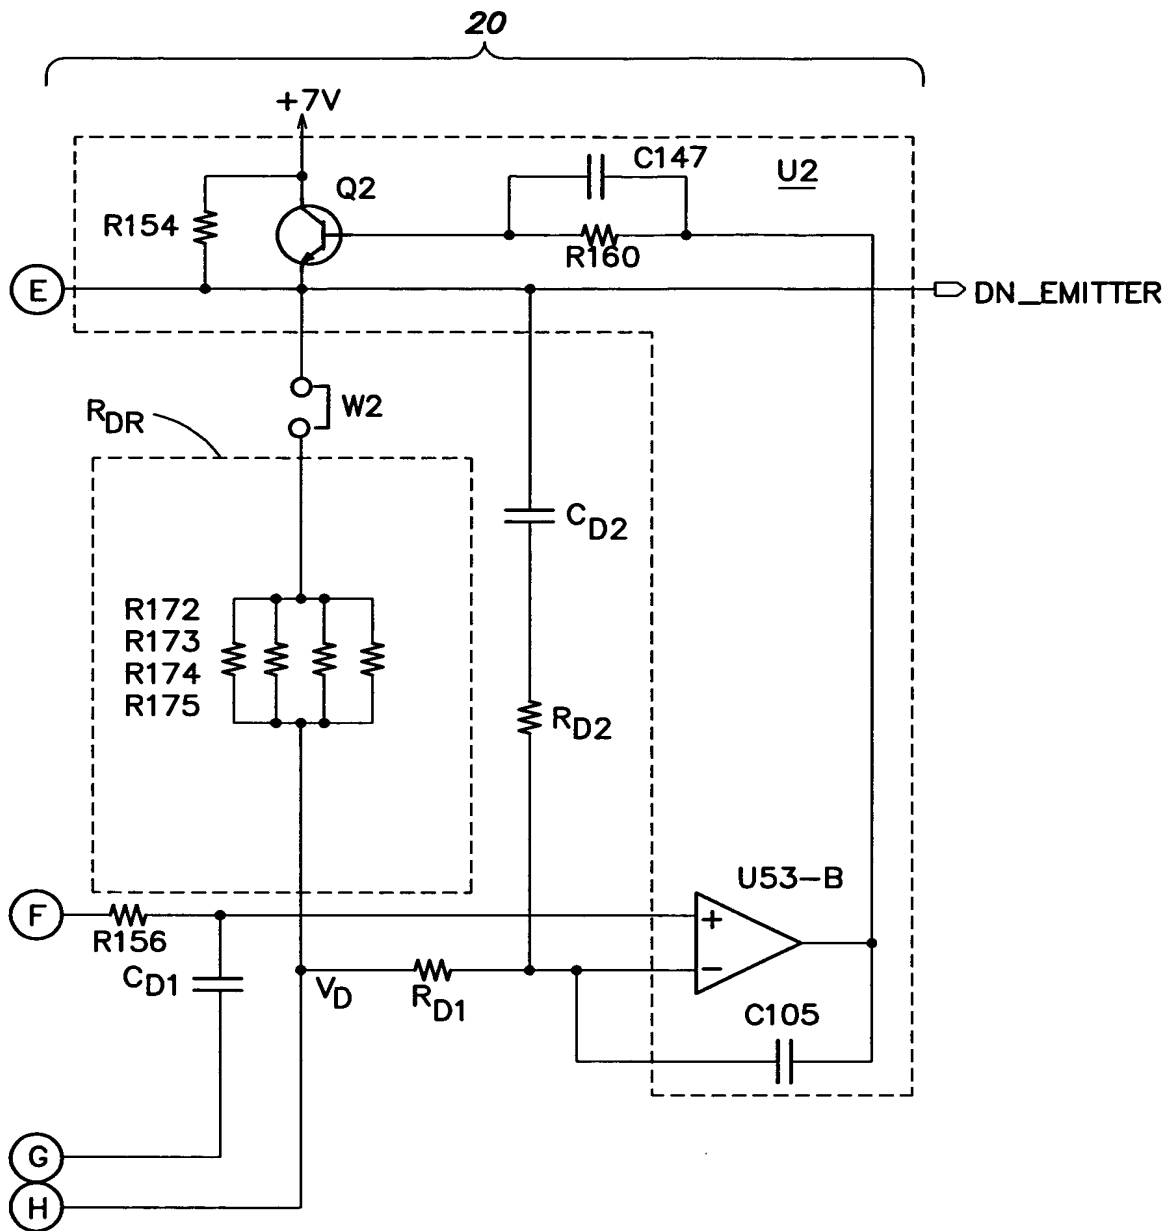 20
+7V
C147
U2
Q2
R154
R160
E
DN_EMITTER
W2
RDR
CD2
R172
R173
R174
R175
RD2
U53-B
F
+
R156
CD1
VD
RD1
−
C105
G
H